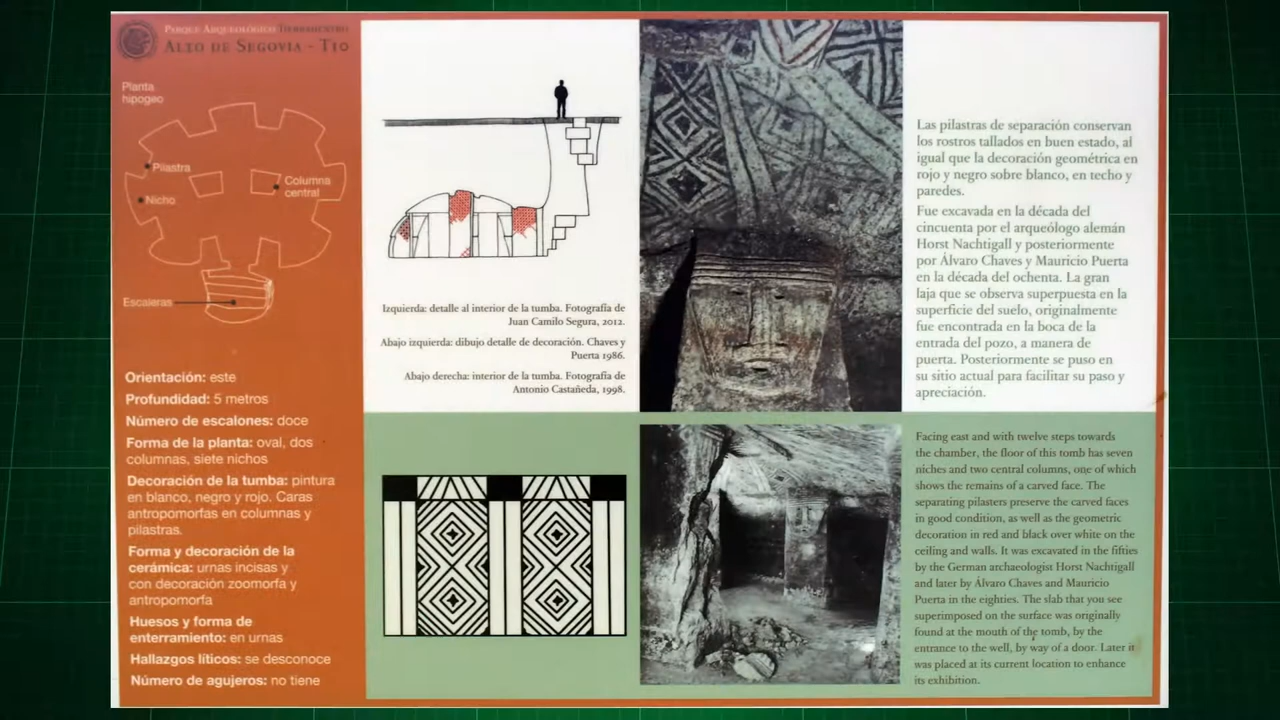 PARQUE ARQUEOLÓGICO TIERRADENTRO
ALTO DE SEGOVIA - T10
Planta
hipogeo
Pilastra
Columna
central
Nicho
Escaleras
Orientación: este
Profundidad: 5 metros
Número de escalones: doce
Forma de la planta: oval, dos
columnas, siete nichos
Decoración de la tumba: pintura
en blanco, negro y rojo. Caras
antropomorfas en columnas y
pilastras.
Forma y decoración de la
cerámica: urnas incisas y
con decoración zoomorfa y
antropomorfa
Huesos y forma de
enterramiento: en urnas
Hallazgos líticos: se desconoce
Número de agujeros: no tiene
Izquierda: detalle al interior de la tumba. Fotografía de
Juan Camilo Segura, 2012.
Abajo izquierda: dibujo detalle de decoración. Chaves y
Puerta 1986.
Abajo derecha: interior de la tumba. Fotografía de
Antonio Castañeda, 1998.
Las pilastras de separación conservan
los rostros tallados en buen estado, al
igual que la decoración geométrica en
rojo y negro sobre blanco, en techo y
paredes.
Fue excavada en la década del
cincuenta por el arqueólogo alemán
Horst Nachtigall y posteriormente
por Álvaro Chaves y Mauricio Puerta
en la década del ochenta. La gran
laja que se observa superpuesta en la
superficie del suelo, originalmente
fue encontrada en la boca de la
entrada del pozo, a manera de
puerta. Posteriormente se puso en
su sitio actual para facilitar su paso y
apreciación.
Facing east and with twelve steps towards
the chamber, the floor of this tomb has seven
niches and two central columns, one of which
shows the remains of a carved face. The
separating pilasters preserve the carved faces
in good condition, as well as the geometric
decoration in red and black over white on the
ceiling and walls. It was excavated in the fifties
by the German archaeologist Horst Nachtigall
and later by Álvaro Chaves and Mauricio
Puerta in the eighties. The slab that you see
superimposed on the surface was originally
found at the mouth of the tomb, by the
entrance to the well, by way of a door. Later it
was placed at its current location to enhance
its exhibition.